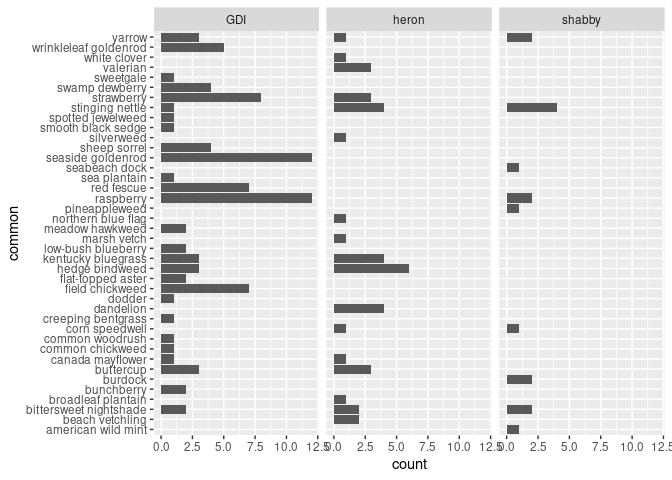 GDI heron shabby
yarrow
wrinkleleaf goldenrod
white clover
valerian
sweetgale
swamp dewberry
strawberry
stinging nettle
spotted jewelweed
smooth black sedge
silverweed
sheep sorrel
seaside goldenrod
seabeach dock
sea plantain
red fescue
raspberry
pineappleweed
northern blue flag
meadow hawkweed
marsh vetch
low-bush blueberry
kentucky bluegrass
hedge bindweed
flat-topped aster
field chickweed
dodder
dandelion
creeping bentgrass
corn speedwell
common woodrush
common chickweed
canada mayflower
buttercup
burdock
bunchberry
broadleaf plantain
bittersweet nightshade
beach vetchling
american wild mint
common
0.0 2.5 5.0 7.5 10.0 12.5 0.0 2.5 5.0 7.5 10.0 12.5 0.0 2.5 5.0 7.5 10.0 12.5
count